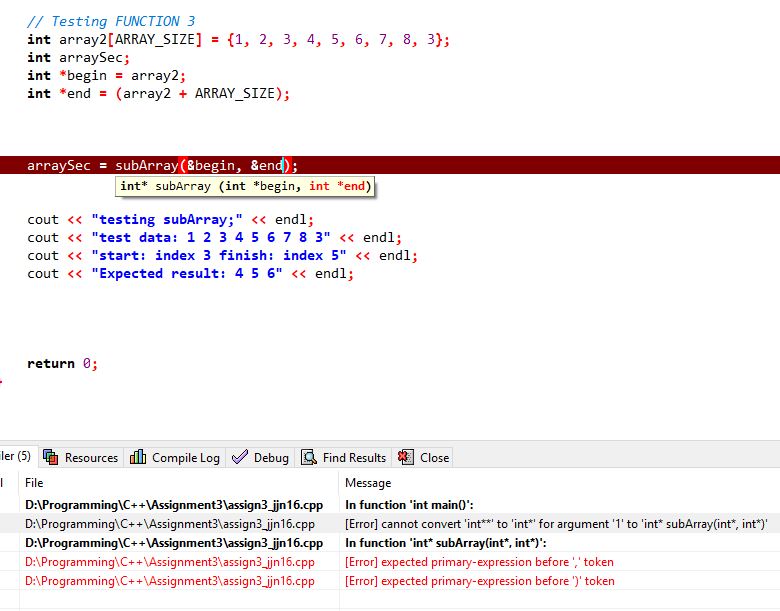 // Testing FUNCTION 3
int array2[ARRAY_SIZE] = {1, 2, 3, 4, 5, 6, 7, 8, 3};
int arraySec;
int *begin = array2;
int *end = (array2 + ARRAY_SIZE);
arraySec = subArray(&begin, &end);
int* subArray (int *begin, int *end)
cout << "testing subArray;" << endl;
cout << "test data: 1 2 3 4 5 6 7 8 3" << endl;
cout << "start: index 3 finish: index 5" << endl;
cout << "Expected result: 4 5 6" << endl;
return 0;
iler (5) Resources Compile Log Debug Find Results Close
l File Message
D:\Programming\C++\Assignment3\assign3_jjn16.cpp In function 'int main()':
D:\Programming\C++\Assignment3\assign3_jjn16.cpp [Error] cannot convert 'int**' to 'int*' for argument '1' to 'int* subArray(int*, int*)'
D:\Programming\C++\Assignment3\assign3_jjn16.cpp In function 'int* subArray(int*, int*)':
D:\Programming\C++\Assignment3\assign3_jjn16.cpp [Error] expected primary-expression before ',' token
D:\Programming\C++\Assignment3\assign3_jjn16.cpp [Error] expected primary-expression before ')' token